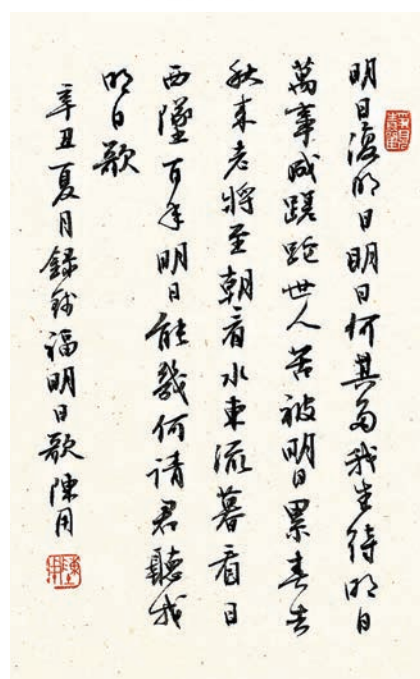 明日復明日明日何其多我生待明日
萬事成蹉跎世人苦被明日累春去
秋來老將至朝看水東流暮看日
西墜百年明日能幾何請君聽我
明日歌
辛丑夏月錄錢福明日歌陳用